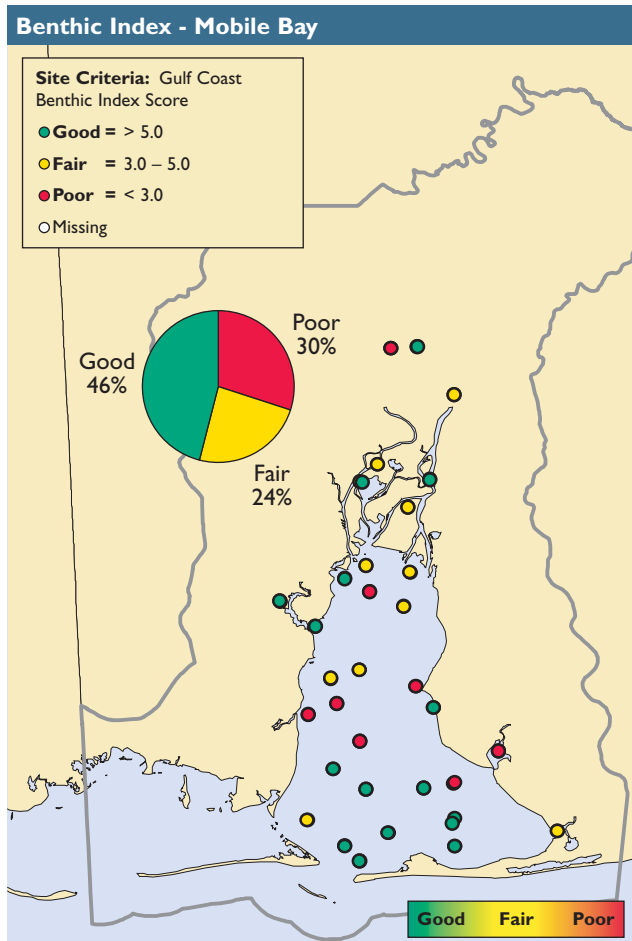 Benthic Index - Mobile Bay
Site Criteria: Gulf Coast
Benthic Index Score
Good = > 5.0
Fair = 3.0 – 5.0
Poor = < 3.0
Missing
Poor
30%
Good
46%
Fair
24%
Good Fair Poor